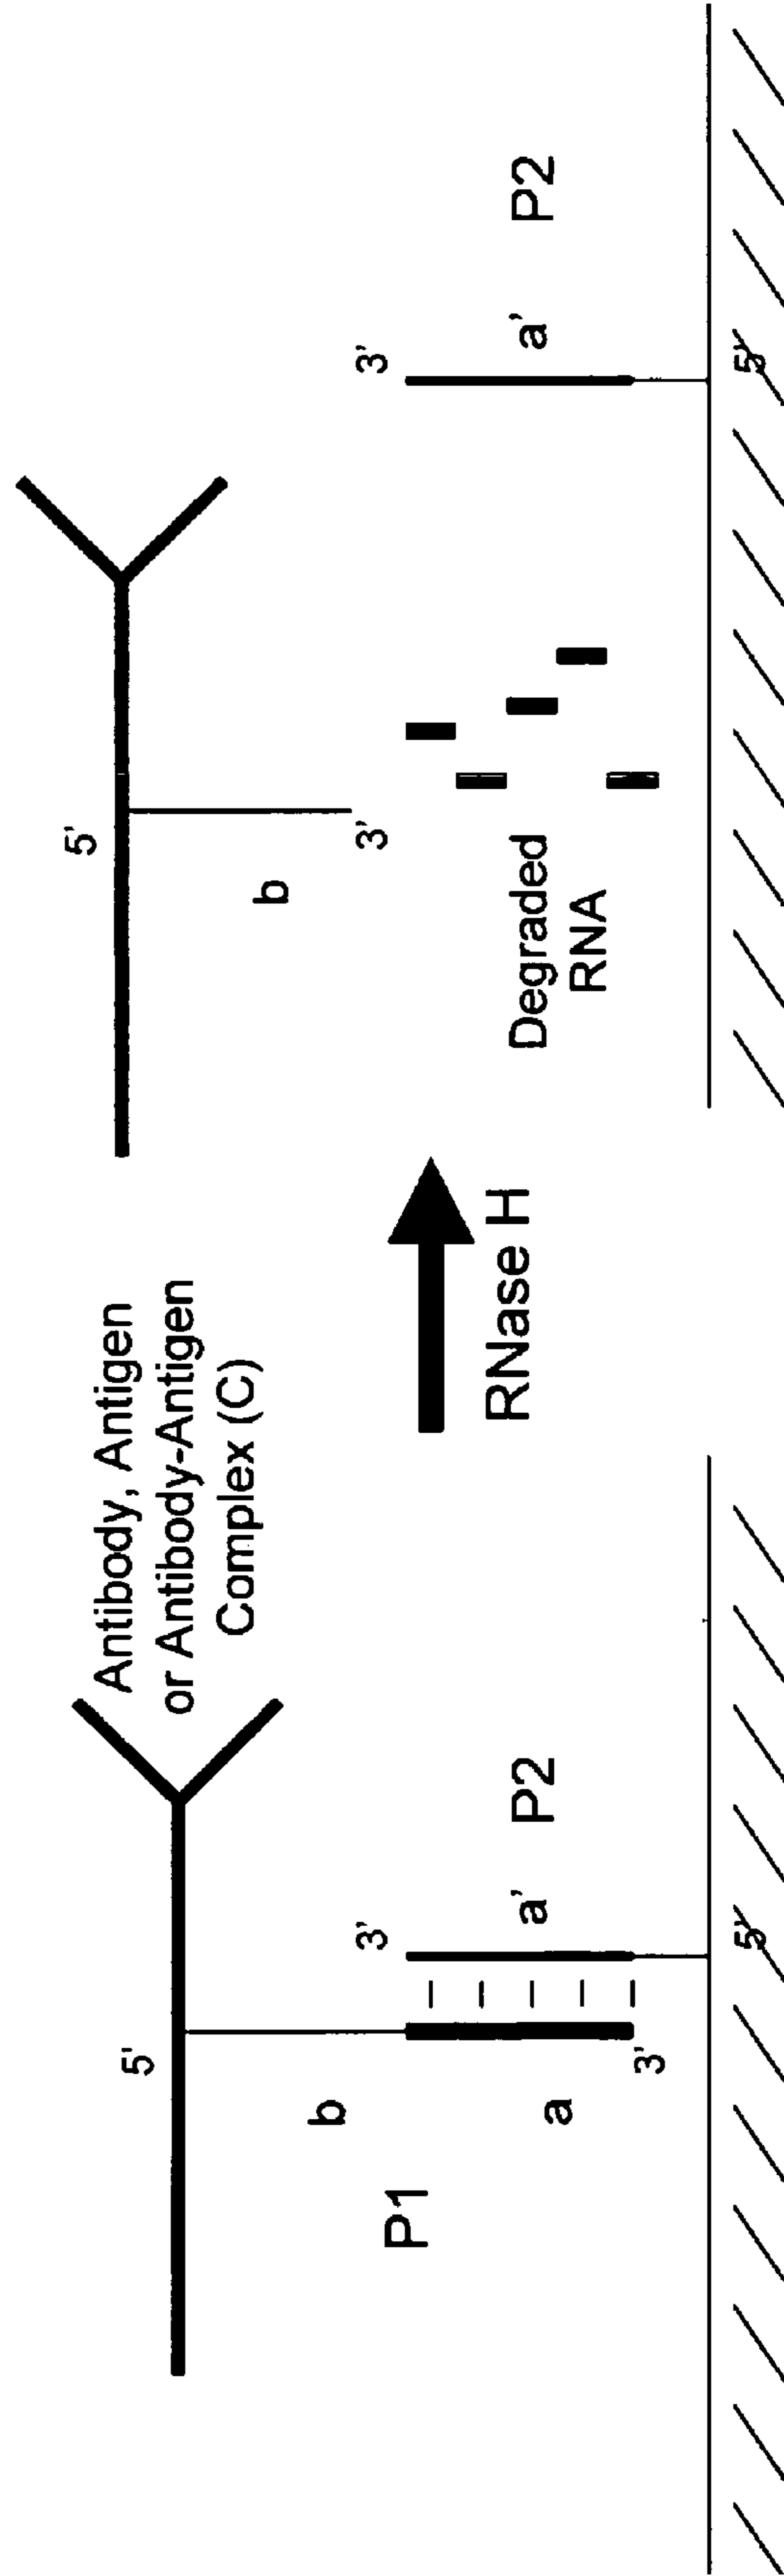 Antibody, Antigen
or Antibody-Antigen
Complex (C)
5'
b
P1
a
3'
3'
a'
P2
5'
RNase H
5'
b
3'
Degraded
RNA
3'
a'
P2
5'